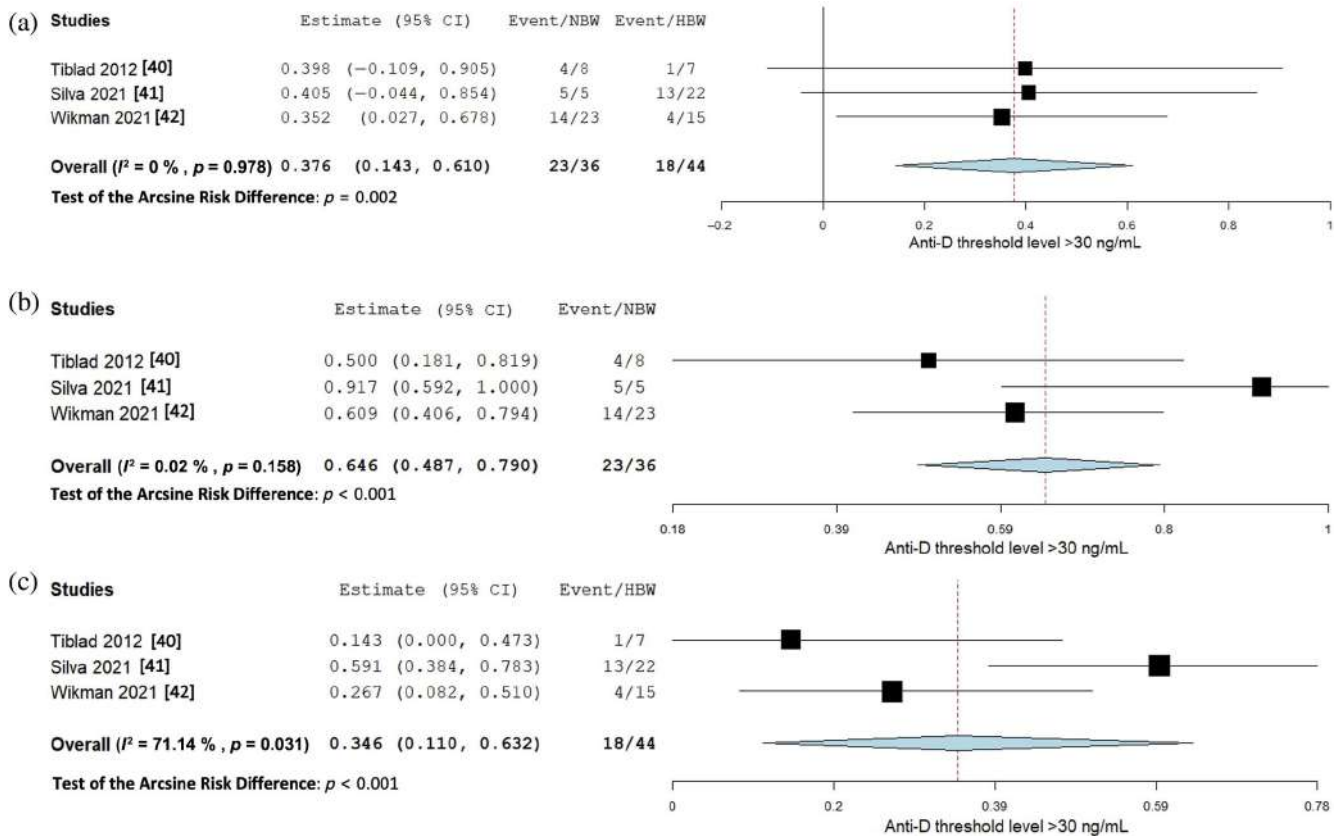 (a) Studies Estimate (95% CI) Event/NBW Event/HBW
Tiblad 2012 [40] 0.398 (−0.109, 0.905) 4/8 1/7
Silva 2021 [41] 0.405 (−0.044, 0.854) 5/5 13/22
Wikman 2021 [42] 0.352 (0.027, 0.678) 14/23 4/15
Overall (I² = 0 % , p = 0.978) 0.376 (0.143, 0.610) 23/36 18/44
Test of the Arcsine Risk Difference: p = 0.002
−0.2 0 0.2 0.4 0.6 0.8 1
Anti-D threshold level >30 ng/mL
(b) Studies Estimate (95% CI) Event/NBW
Tiblad 2012 [40] 0.500 (0.181, 0.819) 4/8
Silva 2021 [41] 0.917 (0.592, 1.000) 5/5
Wikman 2021 [42] 0.609 (0.406, 0.794) 14/23
Overall (I² = 0.02 % , p = 0.158) 0.646 (0.487, 0.790) 23/36
Test of the Arcsine Risk Difference: p < 0.001
0.18 0.39 0.59 0.8 1
Anti-D threshold level >30 ng/mL
(c) Studies Estimate (95% CI) Event/HBW
Tiblad 2012 [40] 0.143 (0.000, 0.473) 1/7
Silva 2021 [41] 0.591 (0.384, 0.783) 13/22
Wikman 2021 [42] 0.267 (0.082, 0.510) 4/15
Overall (I² = 71.14 % , p = 0.031) 0.346 (0.110, 0.632) 18/44
Test of the Arcsine Risk Difference: p < 0.001
0 0.2 0.39 0.59 0.78
Anti-D threshold level >30 ng/mL